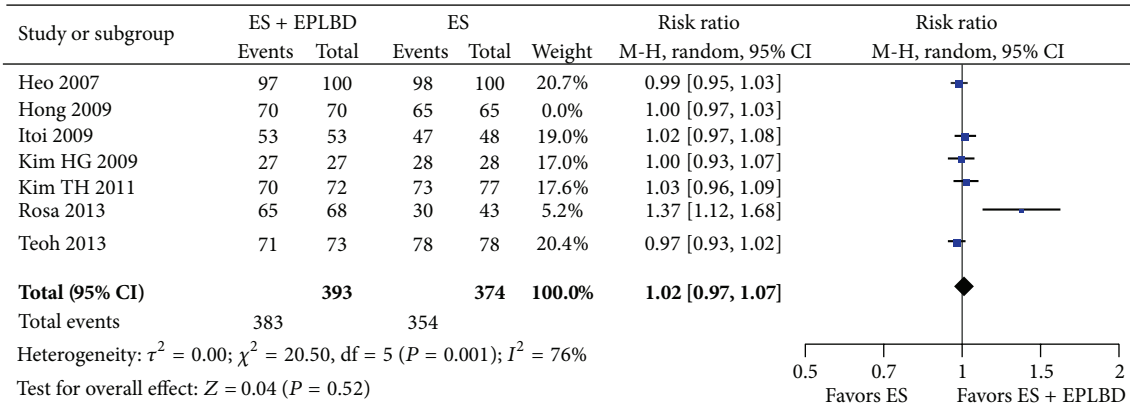 Study or subgroup ES + EPLBD ES Risk ratio Risk ratio
Events Total Events Total Weight M-H, random, 95% CI M-H, random, 95% CI
Heo 2007 97 100 98 100 20.7% 0.99 [0.95, 1.03]
Hong 2009 70 70 65 65 0.0% 1.00 [0.97, 1.03]
Itoi 2009 53 53 47 48 19.0% 1.02 [0.97, 1.08]
Kim HG 2009 27 27 28 28 17.0% 1.00 [0.93, 1.07]
Kim TH 2011 70 72 73 77 17.6% 1.03 [0.96, 1.09]
Rosa 2013 65 68 30 43 5.2% 1.37 [1.12, 1.68]
Teoh 2013 71 73 78 78 20.4% 0.97 [0.93, 1.02]
Total (95% CI) 393 374 100.0% 1.02 [0.97, 1.07]
Total events 383 354
Heterogeneity: τ² = 0.00; χ² = 20.50, df = 5 (P = 0.001); I² = 76%
Test for overall effect: Z = 0.04 (P = 0.52)
0.5 0.7 1 1.5 2
Favors ES Favors ES + EPLBD